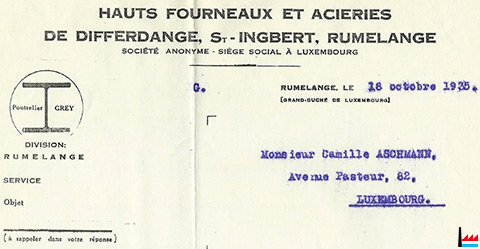 HAUTS FOURNEAUX ET ACIERIES
DE DIFFERDANGE, ST-INGBERT, RUMELANGE
SOCIÉTÉ ANONYME - SIÈGE SOCIAL À LUXEMBOURG
G.
RUMELANGE, LE 18 octobre 1935.
(GRAND-DUCHÉ DE LUXEMBOURG)
Poutrelles GREY
DIVISION:
RUMELANGE
SERVICE
Objet
(à rappeler dans votre réponse)
Monsieur Camille ASCHMANN,
Avenue Pasteur, 82,
LUXEMBOURG.